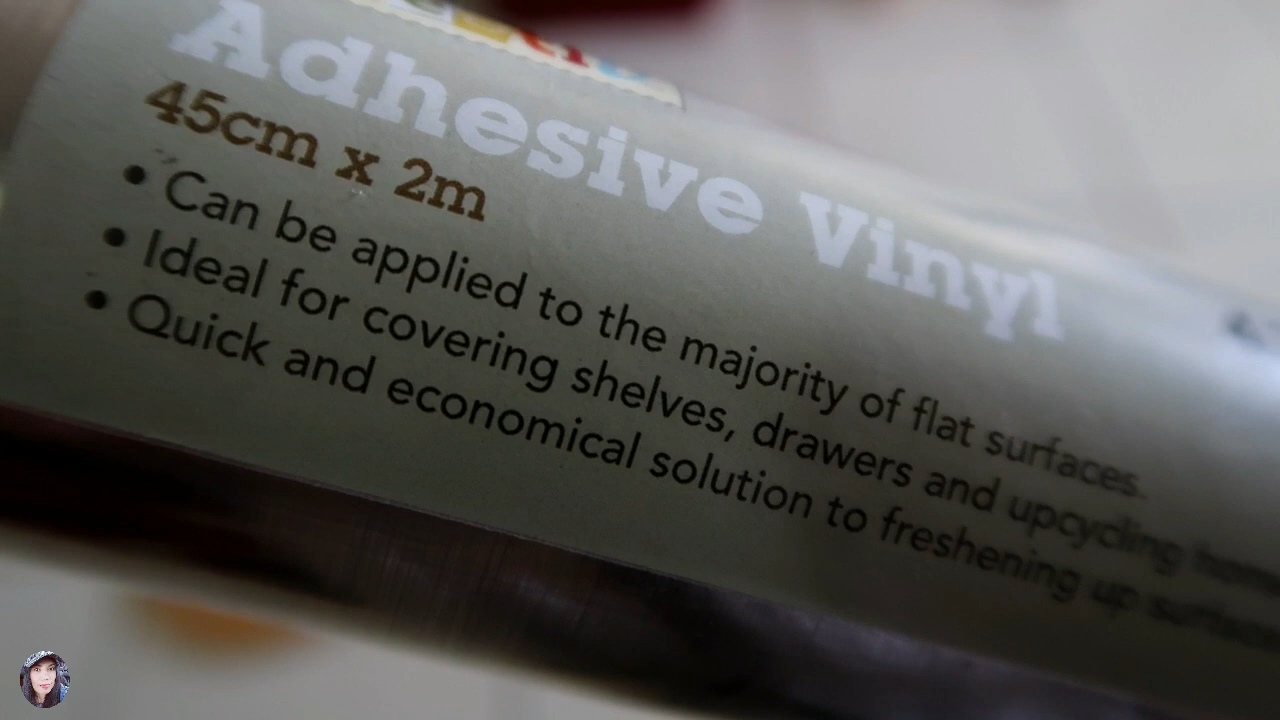 Adhesive Vinyl
45cm x 2m
• Can be applied to the majority of flat surfaces.
• Ideal for covering shelves, drawers and upcycling
• Quick and economical solution to freshening up